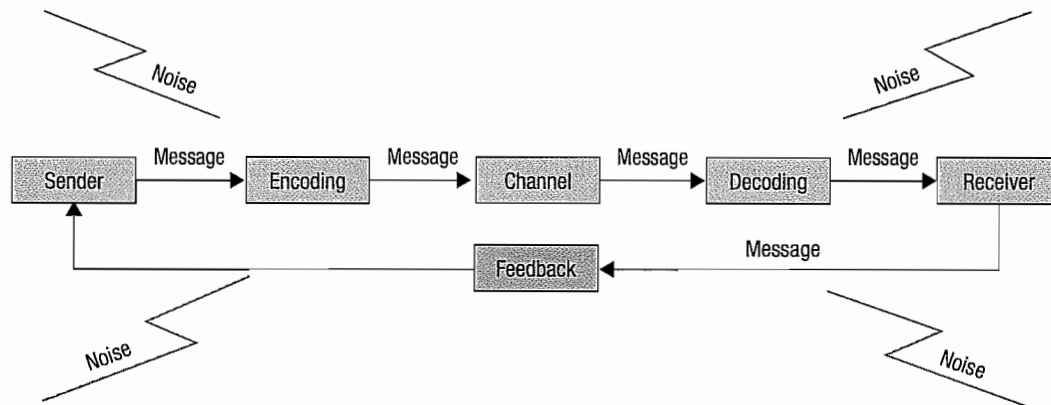 Noise
Noise
Message
Message
Message
Message
Sender
Encoding
Channel
Decoding
Receiver
Feedback
Message
Noise
Noise